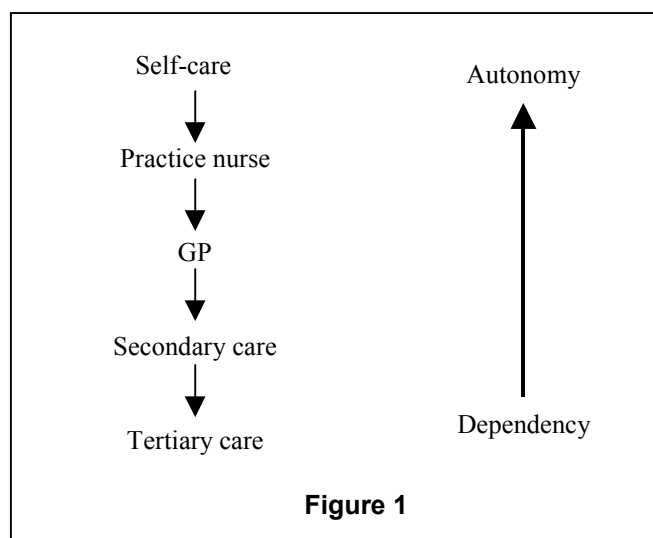 Self-care
Practice nurse
GP
Secondary care
Tertiary care
Autonomy
Dependency
Figure 1